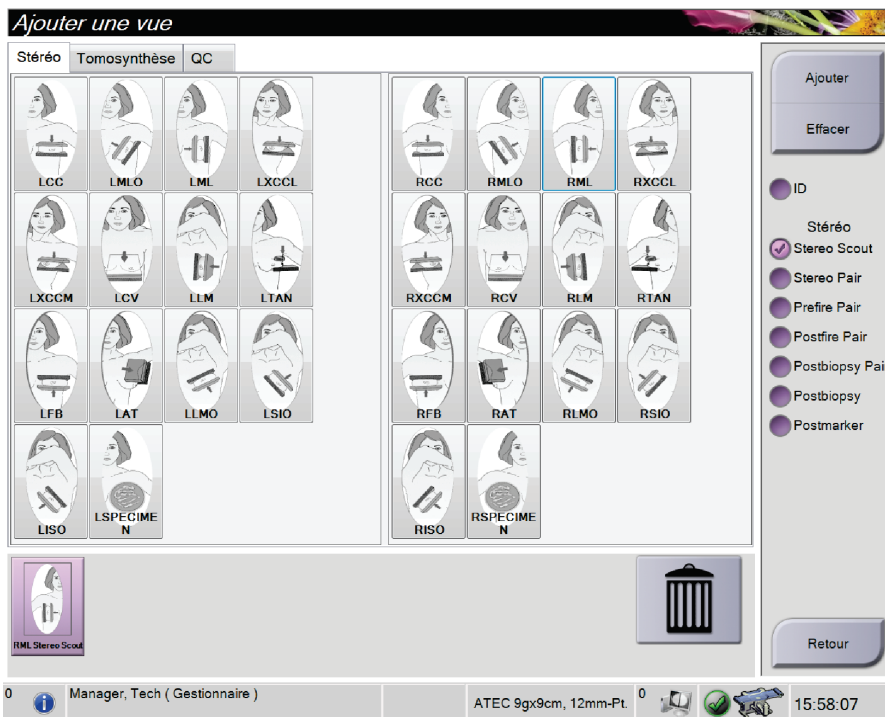 Ajouter une vue
Stéréo Tomosynthèse QC
LCC LMLO LML LXCCL
RCC RMLO RML RXCCL
LXCCM LCV LLM LTAN
RXCCM RCV RLM RTAN
LFB LAT LLMO LSIO
RFB RAT RLMO RSIO
LISO LSPECIME
N
RISO RSPECIME
N
RML Stereo Scout
Ajouter
Effacer
ID
Stéréo
Stereo Scout
Stereo Pair
Prefire Pair
Postfire Pair
Postbiopsy Pair
Postbiopsy
Postmarker
Retour
0 Manager, Tech ( Gestionnaire ) ATEC 9gx9cm, 12mm-Pt. 0 15:58:07